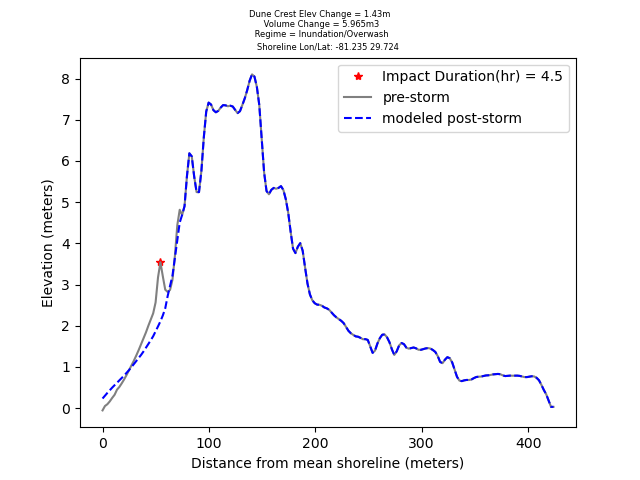 Dune Crest Elev Change = 1.43m
Volume Change = 5.965m3
Regime = Inundation/Overwash
Shoreline Lon/Lat: -81.235 29.724
Impact Duration(hr) = 4.5
pre-storm
modeled post-storm
Elevation (meters)
8
7
6
5
4
3
2
1
0
0 100 200 300 400
Distance from mean shoreline (meters)